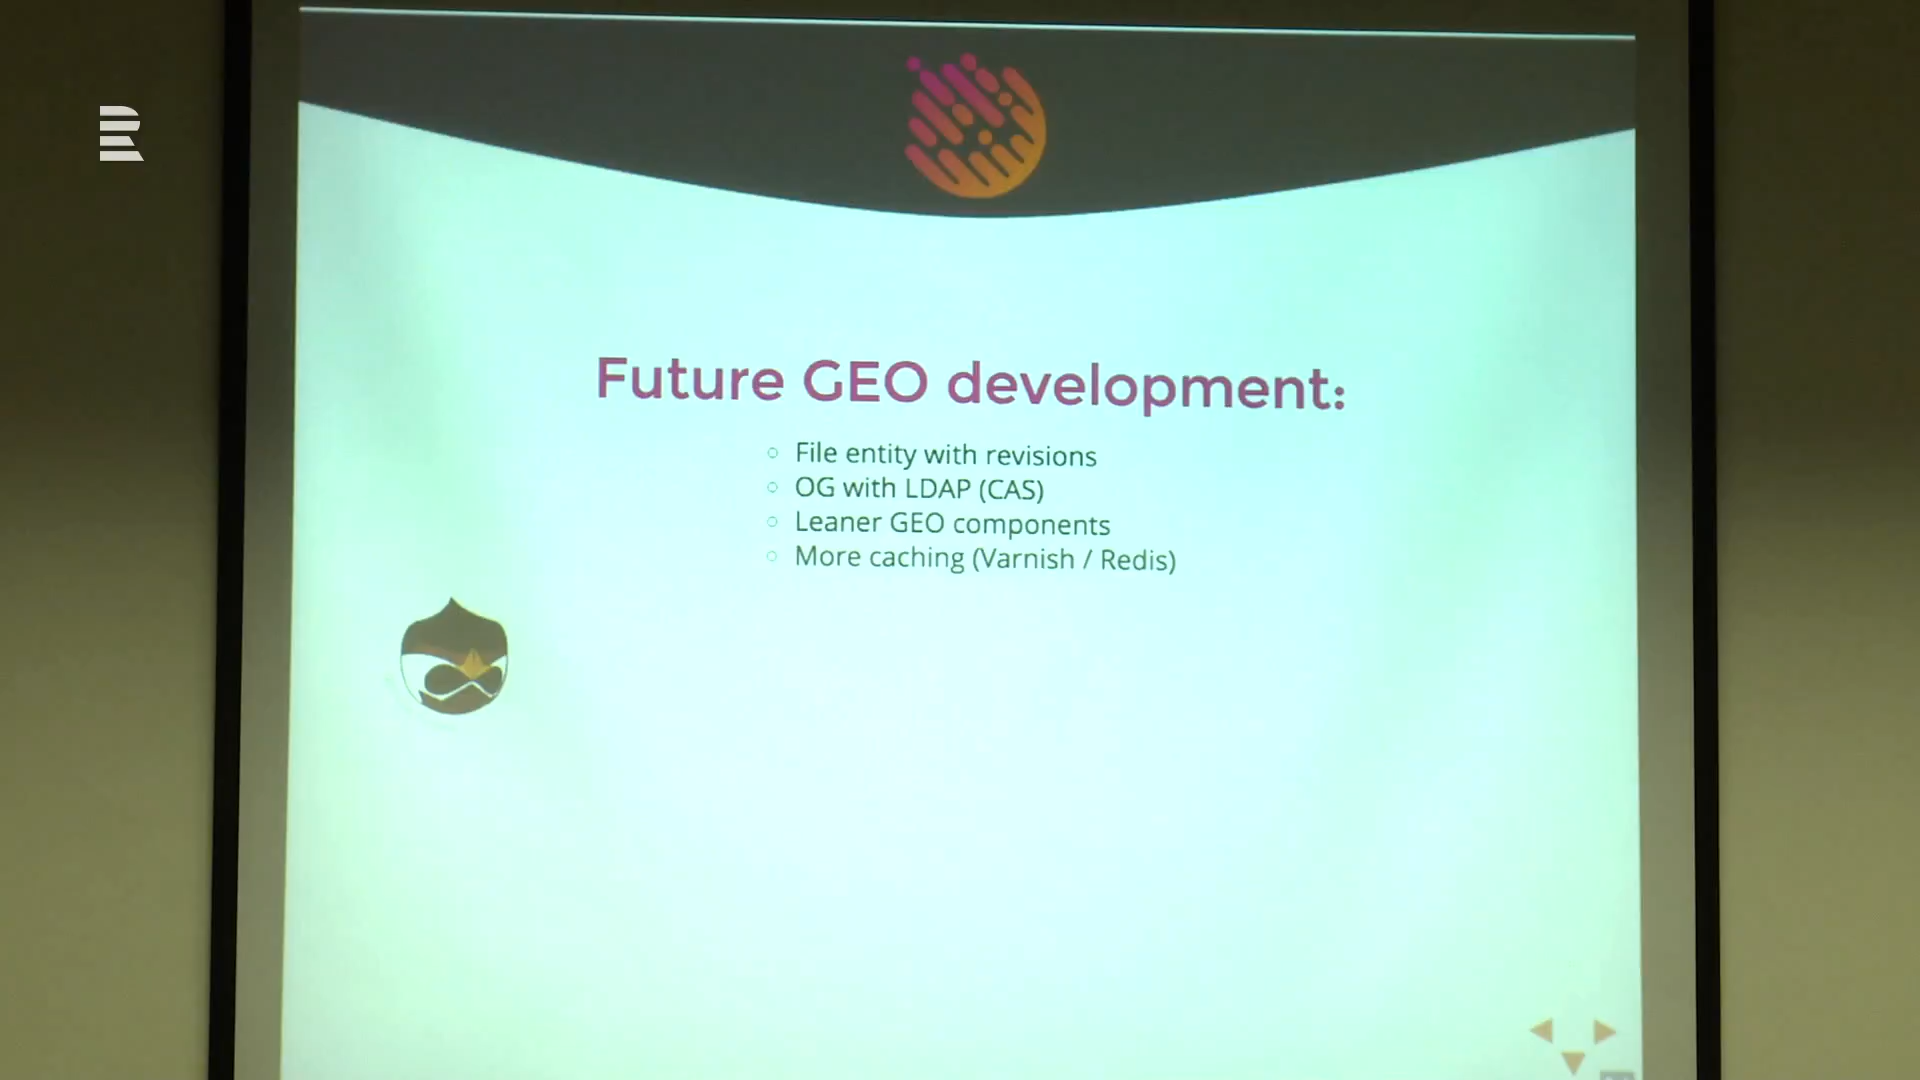 Future GEO development:
File entity with revisions
OG with LDAP (CAS)
Leaner GEO components
More caching (Varnish / Redis)